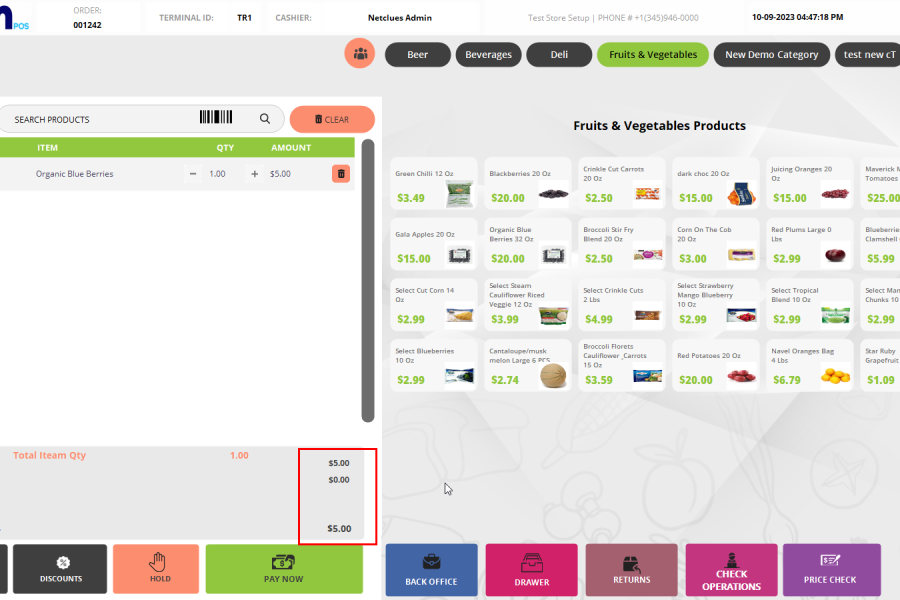 POS
ORDER:
001242
TERMINAL ID: TR1
CASHIER: Netclues Admin
Test Store Setup | PHONE # +1(345)946-0000
10-09-2023 04:47:18 PM
Beer
Beverages
Deli
Fruits & Vegetables
New Demo Category
test new cT
SEARCH PRODUCTS
CLEAR
ITEM QTY AMOUNT
Organic Blue Berries − 1.00 + $5.00
Fruits & Vegetables Products
Green Chilli 12 Oz
$3.49
Blackberries 20 Oz
$20.00
Crinkle Cut Carrots
20 Oz
$2.50
dark choc 20 Oz
$15.00
Juicing Oranges 20
Oz
$15.00
Maverick M
Tomatoes
$25.00
Gala Apples 20 Oz
$15.00
Organic Blue
Berries 32 Oz
$20.00
Broccoli Stir Fry
Blend 20 Oz
$2.50
Corn On The Cob
20 Oz
$3.00
Red Plums Large 0
Lbs
$2.99
Blueberrie
Clamshell
$5.99
Select Cut Corn 14
Oz
$2.99
Select Steam
Cauliflower Riced
Veggie 12 Oz
$3.99
Select Crinkle Cuts
2 Lbs
$4.99
Select Strawberry
Mango Blueberry
10 Oz
$2.99
Select Tropical
Blend 10 Oz
$2.99
Select Man
Chunks 10
$2.99
Select Blueberries
10 Oz
$2.99
Cantaloupe/musk
melon Large 6 PCS
$2.74
Broccoli Florets
Cauliflower ,Carrots
15 Oz
$3.59
Red Potatoes 20 Oz
$20.00
Navel Oranges Bag
4 Lbs
$6.79
Star Ruby
Grapefruit
$1.09
Total Iteam Qty 1.00
$5.00
$0.00
$5.00
DISCOUNTS
HOLD
PAY NOW
BACK OFFICE
DRAWER
RETURNS
CHECK
OPERATIONS
PRICE CHECK